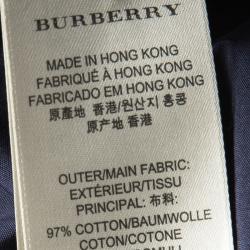 BURBERRY
MADE IN HONG KONG
FABRIQUÉ À HONG KONG
FABRICADO EM HONG KONG
原產地 香港/원산지 홍콩
原产地 香港
OUTER/MAIN FABRIC:
EXTÉRIEUR/TISSU
PRINCIPAL: 布料:
97% COTTON/BAUMWOLLE
COTON/COTONE